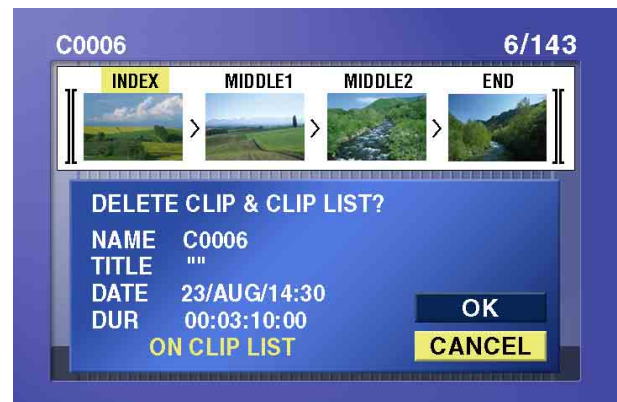 C0006 6/143
INDEX MIDDLE1 MIDDLE2 END
DELETE CLIP & CLIP LIST?
NAME C0006
TITLE ""
DATE 23/AUG/14:30
DUR 00:03:10:00
ON CLIP LIST
OK
CANCEL